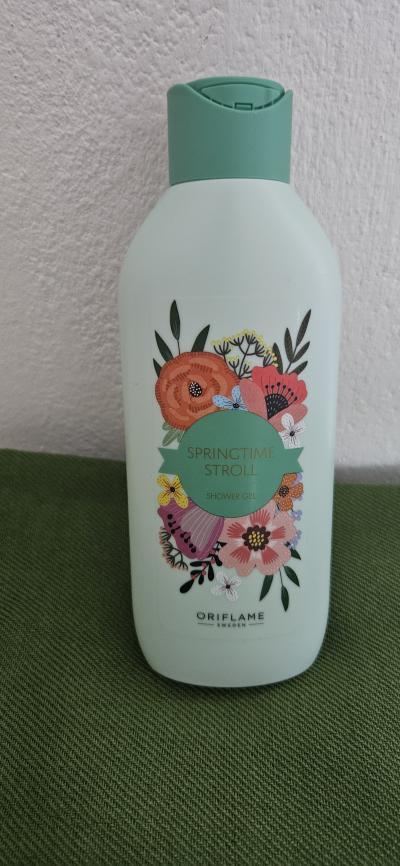 SPRINGTIME
STROLL
SHOWER GEL
ORIFLAME
SWEDEN